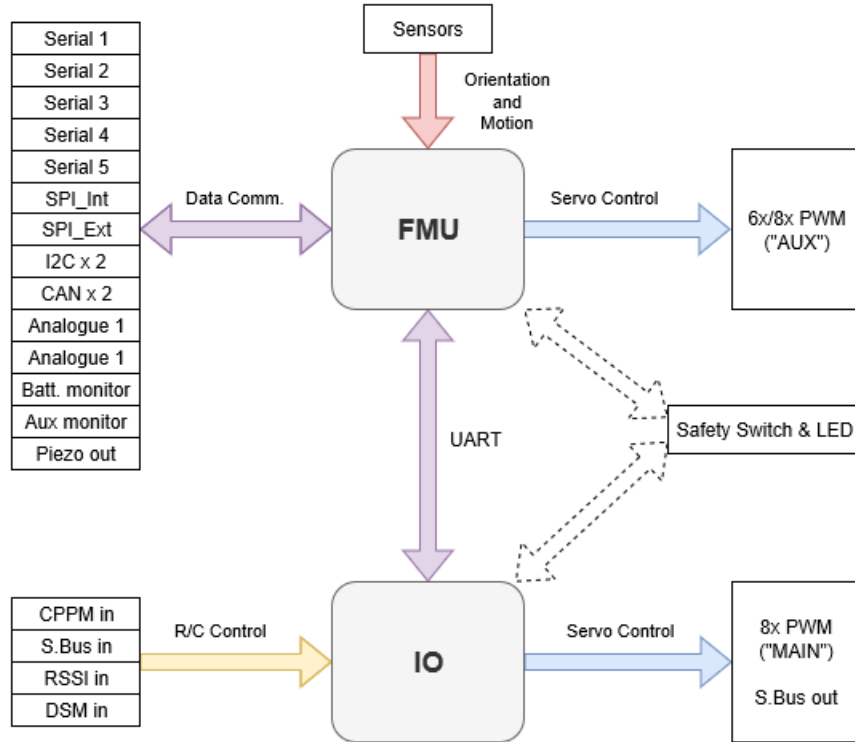 Serial 1
Serial 2
Serial 3
Serial 4
Serial 5
SPI_Int
SPI_Ext
I2C x 2
CAN x 2
Analogue 1
Analogue 1
Batt. monitor
Aux monitor
Piezo out
Sensors
Orientation
and
Motion
Data Comm.
FMU
Servo Control
6x/8x PWM
("AUX")
UART
Safety Switch & LED
CPPM in
S.Bus in
RSSI in
DSM in
R/C Control
IO
Servo Control
8x PWM
("MAIN")
S.Bus out